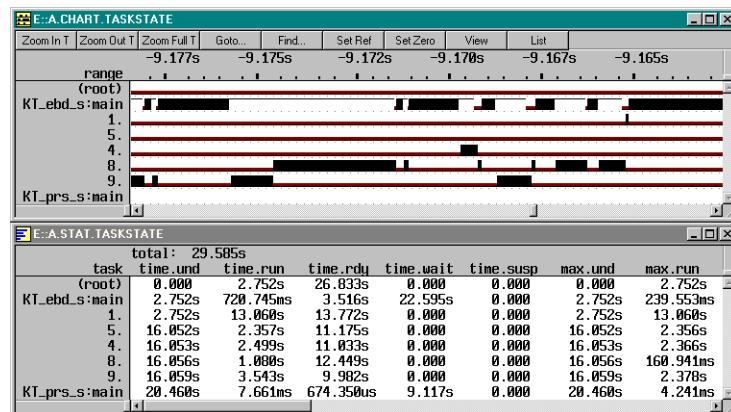 E::A.CHART.TASKSTATE
Zoom In T Zoom Out T Zoom Full T Goto... Find... Set Ref Set Zero View List
-9.177s -9.175s -9.172s -9.170s -9.167s -9.165s
range
(root)
KT_ebd_s:main
1.
5.
4.
8.
9.
KT_prs_s:main
E::A.STAT.TASKSTATE
total: 29.585s
task time.und time.run time.rdy time.wait time.susp max.und max.run
(root) 0.000 2.752s 26.833s 0.000 0.000 0.000 2.752s
KT_ebd_s:main 2.752s 720.745ms 3.516s 22.595s 0.000 2.752s 239.553ms
1. 2.752s 13.060s 13.772s 0.000 0.000 2.752s 13.060s
5. 16.052s 2.357s 11.175s 0.000 0.000 16.052s 2.356s
4. 16.053s 2.499s 11.033s 0.000 0.000 16.053s 2.366s
8. 16.056s 1.080s 12.449s 0.000 0.000 16.056s 160.941ms
9. 16.059s 3.543s 9.982s 0.000 0.000 16.059s 2.378s
KT_prs_s:main 20.460s 7.661ms 674.350us 9.117s 0.000 20.460s 4.241ms